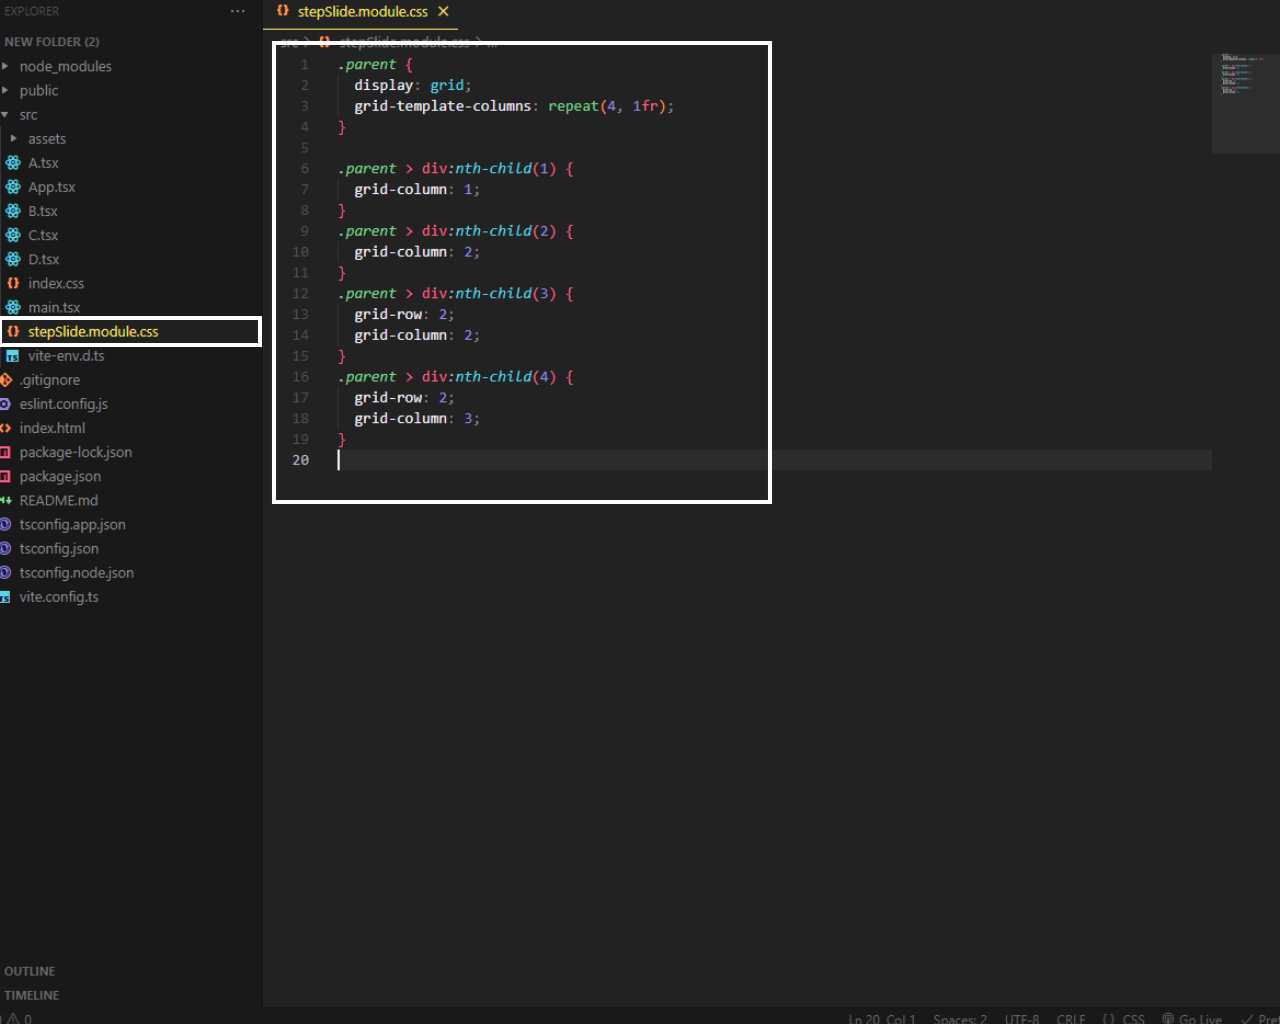 EXPLORER
···
NEW FOLDER (2)
node_modules
public
src
assets
A.tsx
App.tsx
B.tsx
C.tsx
D.tsx
index.css
main.tsx
stepSlide.module.css
vite-env.d.ts
.gitignore
eslint.config.js
index.html
package-lock.json
package.json
README.md
tsconfig.app.json
tsconfig.json
tsconfig.node.json
vite.config.ts
OUTLINE
TIMELINE
stepSlide.module.css
src > stepSlide.module.css > ...
1 .parent {
2 display: grid;
3 grid-template-columns: repeat(4, 1fr);
4 }
5
6 .parent > div:nth-child(1) {
7 grid-column: 1;
8 }
9 .parent > div:nth-child(2) {
10 grid-column: 2;
11 }
12 .parent > div:nth-child(3) {
13 grid-row: 2;
14 grid-column: 2;
15 }
16 .parent > div:nth-child(4) {
17 grid-row: 2;
18 grid-column: 3;
19 }
20
0 Ln 20, Col 1 Spaces: 2 UTF-8 CRLF {} CSS Go Live